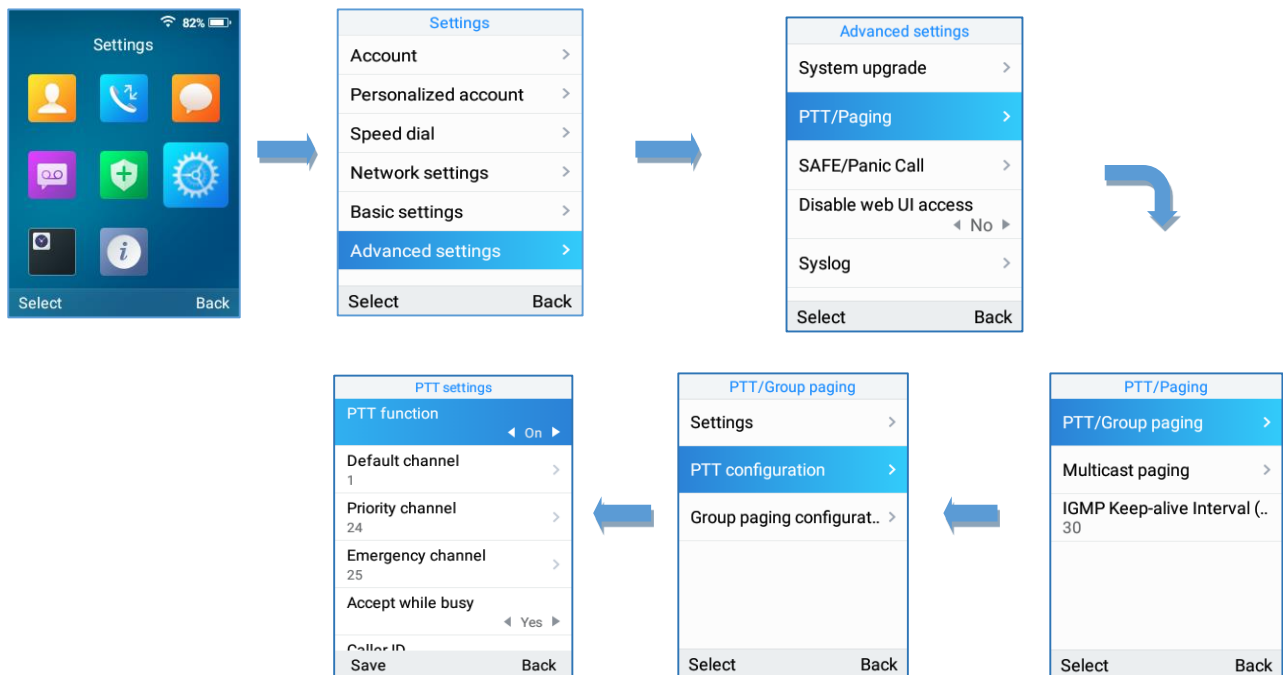 82%
Settings
Select Back
Settings
Account
Personalized account
Speed dial
Network settings
Basic settings
Advanced settings
Select Back
Advanced settings
System upgrade
PTT/Paging
SAFE/Panic Call
Disable web UI access
No
Syslog
Select Back
PTT/Paging
PTT/Group paging
Multicast paging
IGMP Keep-alive Interval (..
30
Select Back
PTT/Group paging
Settings
PTT configuration
Group paging configurat..
Select Back
PTT settings
PTT function
On
Default channel
1
Priority channel
24
Emergency channel
25
Accept while busy
Yes
Caller ID
Save Back